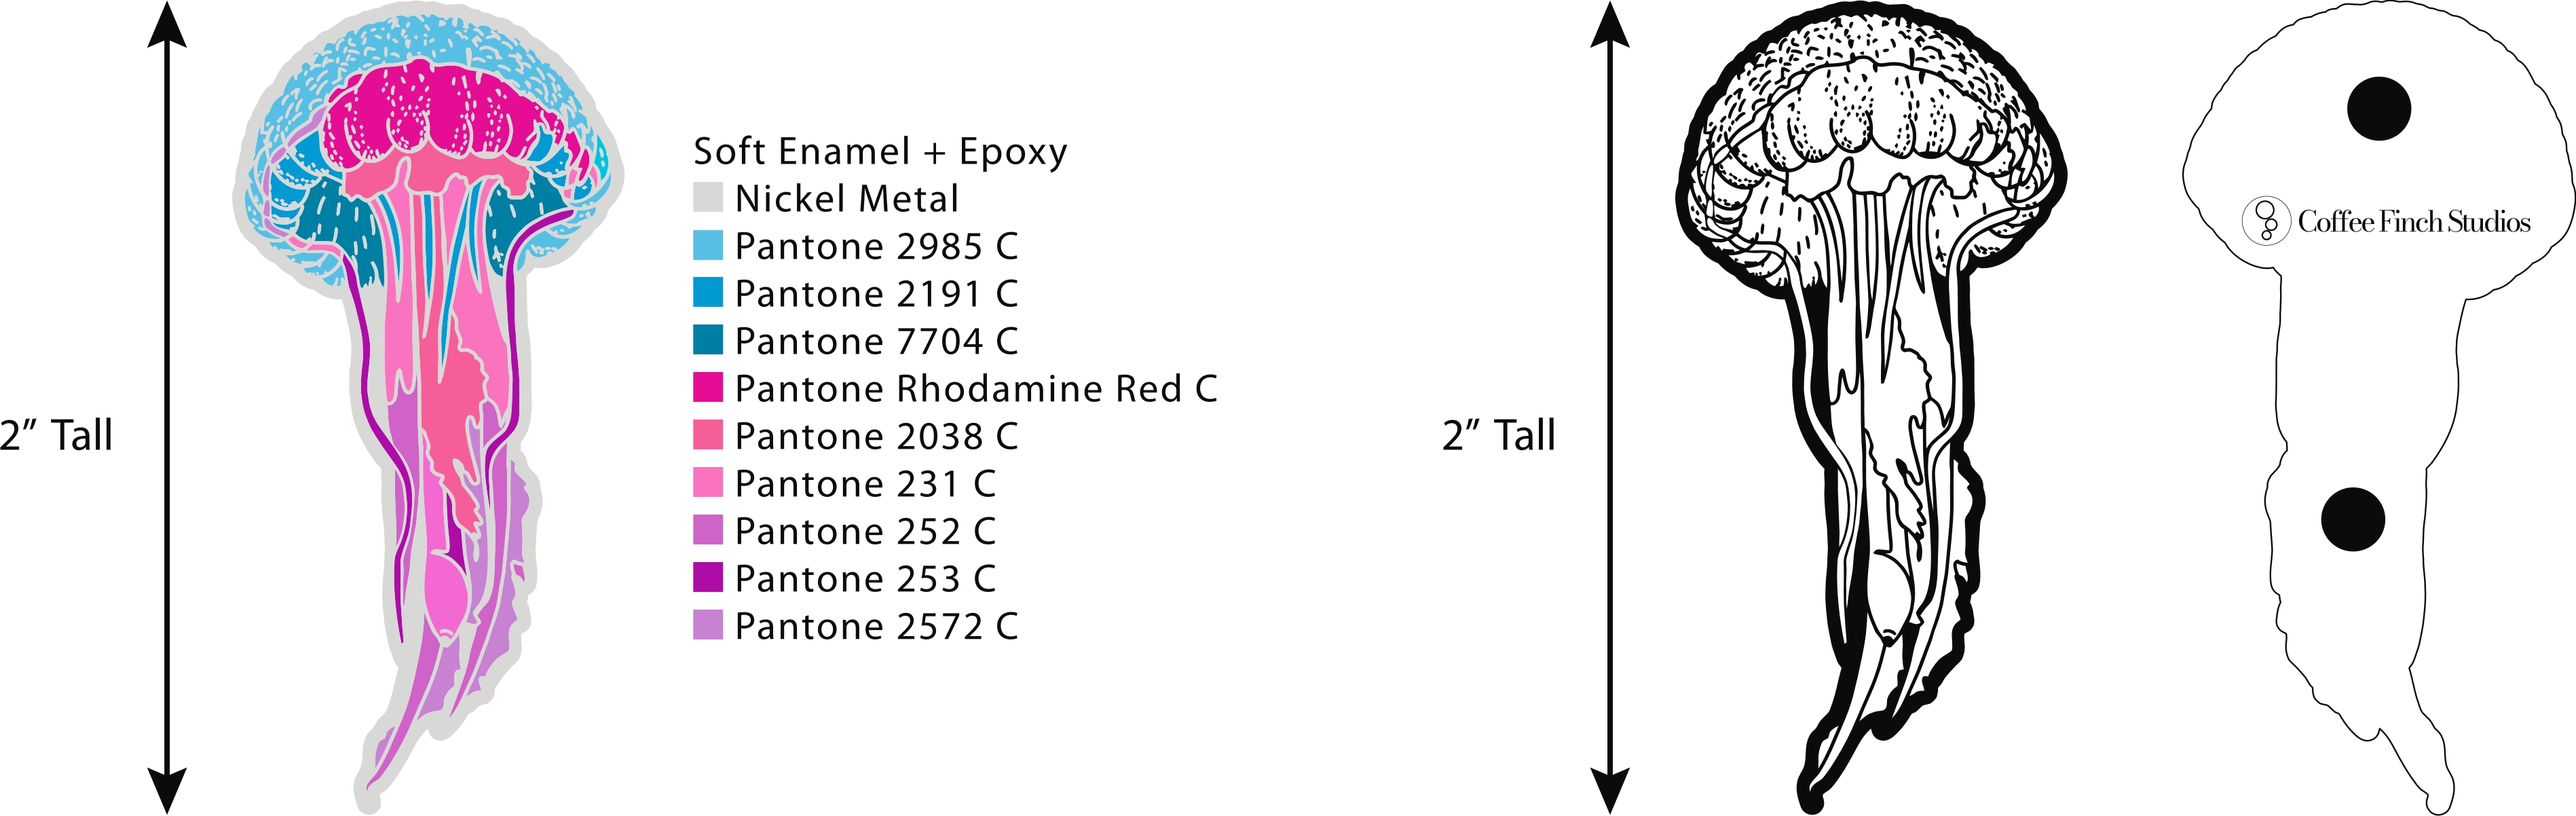 2” Tall
Soft Enamel + Epoxy
Nickel Metal
Pantone 2985 C
Pantone 2191 C
Pantone 7704 C
Pantone Rhodamine Red C
Pantone 2038 C
Pantone 231 C
Pantone 252 C
Pantone 253 C
Pantone 2572 C
2” Tall
Coffee Finch Studios